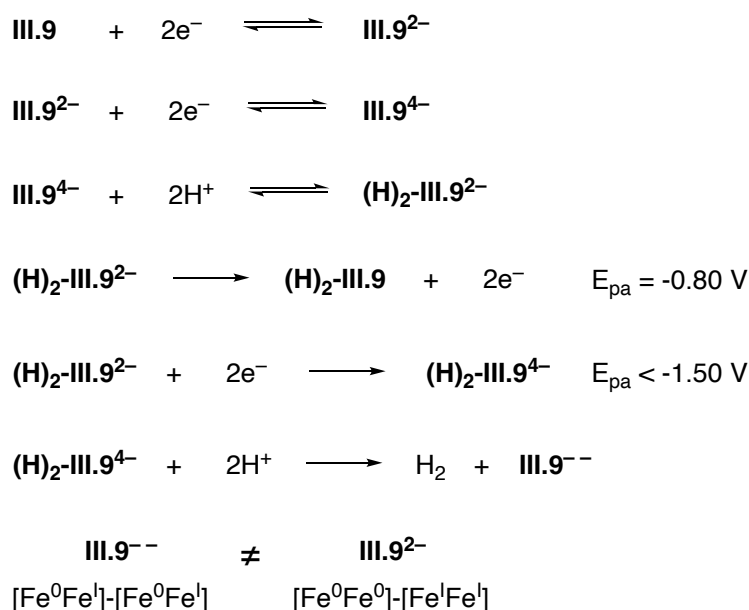 III.9 + 2e⁻ ⇌ III.9²⁻
III.9²⁻ + 2e⁻ ⇌ III.9⁴⁻
III.9⁴⁻ + 2H⁺ ⇌ (H)₂-III.9²⁻
(H)₂-III.9²⁻ ⟶ (H)₂-III.9 + 2e⁻ Eₚₐ = -0.80 V
(H)₂-III.9²⁻ + 2e⁻ ⟶ (H)₂-III.9⁴⁻ Eₚₐ < -1.50 V
(H)₂-III.9⁴⁻ + 2H⁺ ⟶ H₂ + III.9⁻ ⁻
III.9⁻ ⁻ ≠ III.9²⁻
[Fe⁰Feᴵ]-[Fe⁰Feᴵ] [Fe⁰Fe⁰]-[FeᴵFeᴵ]